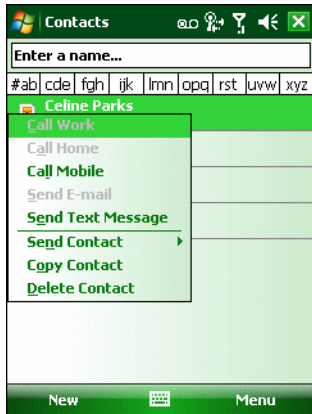 Contacts
Enter a name...
#ab cde fgh ijk lmn opq rst uvw xyz
Celine Parks
Call Work
Call Home
Call Mobile
Send E-mail
Send Text Message
Send Contact
Copy Contact
Delete Contact
New Menu